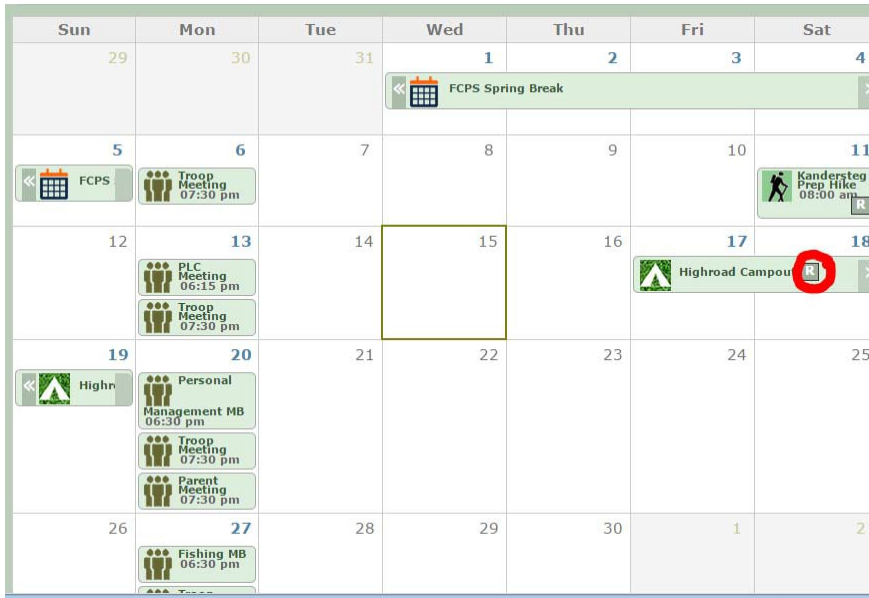 Sun Mon Tue Wed Thu Fri Sat
29 30 31 1 2 3 4
« FCPS Spring Break »
5 6 7 8 9 10 11
« FCPS
Troop
Meeting
07:30 pm
Kandersteg
Prep Hike
08:00 am
R
12 13 14 15 16 17 18
PLC
Meeting
06:15 pm
Troop
Meeting
07:30 pm
Highroad Campout R
19 20 21 22 23 24 25
« Highr
Personal
Management MB
06:30 pm
Troop
Meeting
07:30 pm
Parent
Meeting
07:30 pm
26 27 28 29 30 1 2
Fishing MB
06:30 pm
Troop